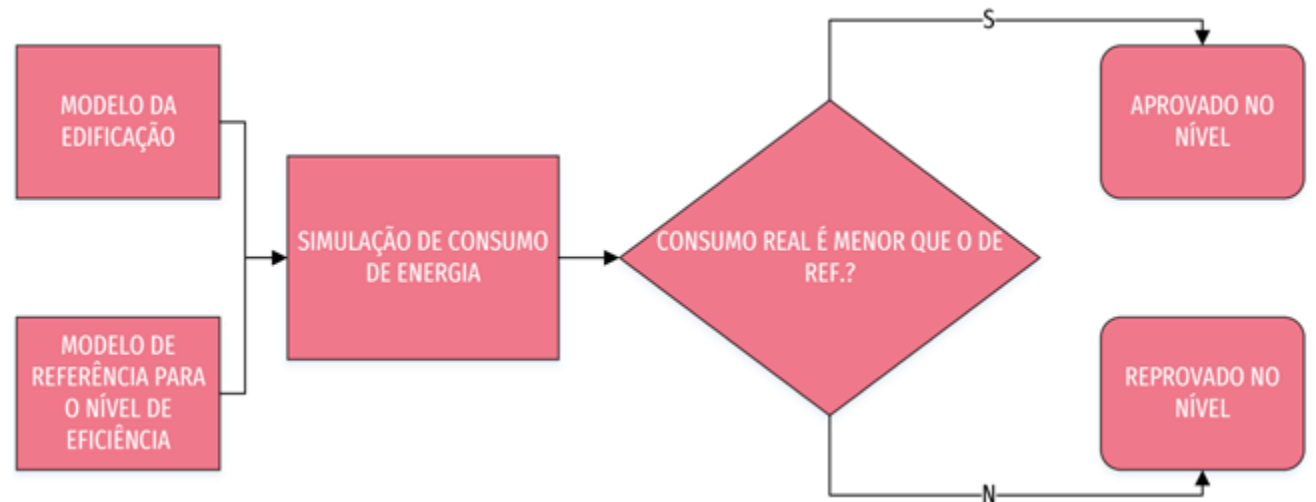 MODELO DA
EDIFICAÇÃO
MODELO DE
REFERÊNCIA PARA
O NÍVEL DE
EFICIÊNCIA
SIMULAÇÃO DE CONSUMO
DE ENERGIA
CONSUMO REAL É MENOR QUE O DE
REF.?
S
APROVADO NO
NÍVEL
N
REPROVADO NO
NÍVEL